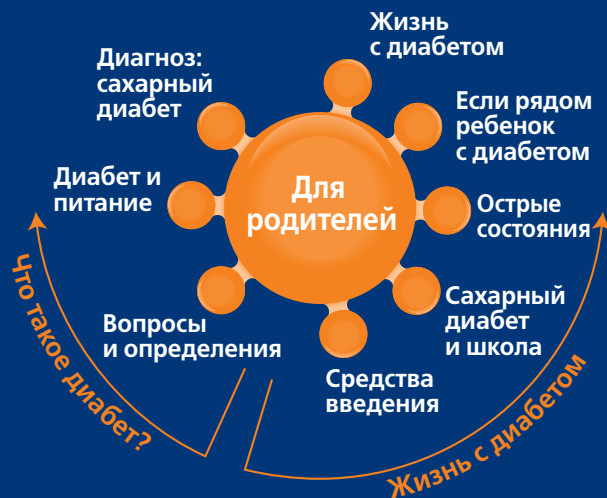 Жизнь
с диабетом
Диагноз:
сахарный
диабет
Если рядом
ребенок
с диабетом
Диабет и
питание
Для
родителей
Острые
состояния
Вопросы
и определения
Сахарный
диабет
и школа
Средства
введения
Что такое диабет?
Жизнь с диабетом